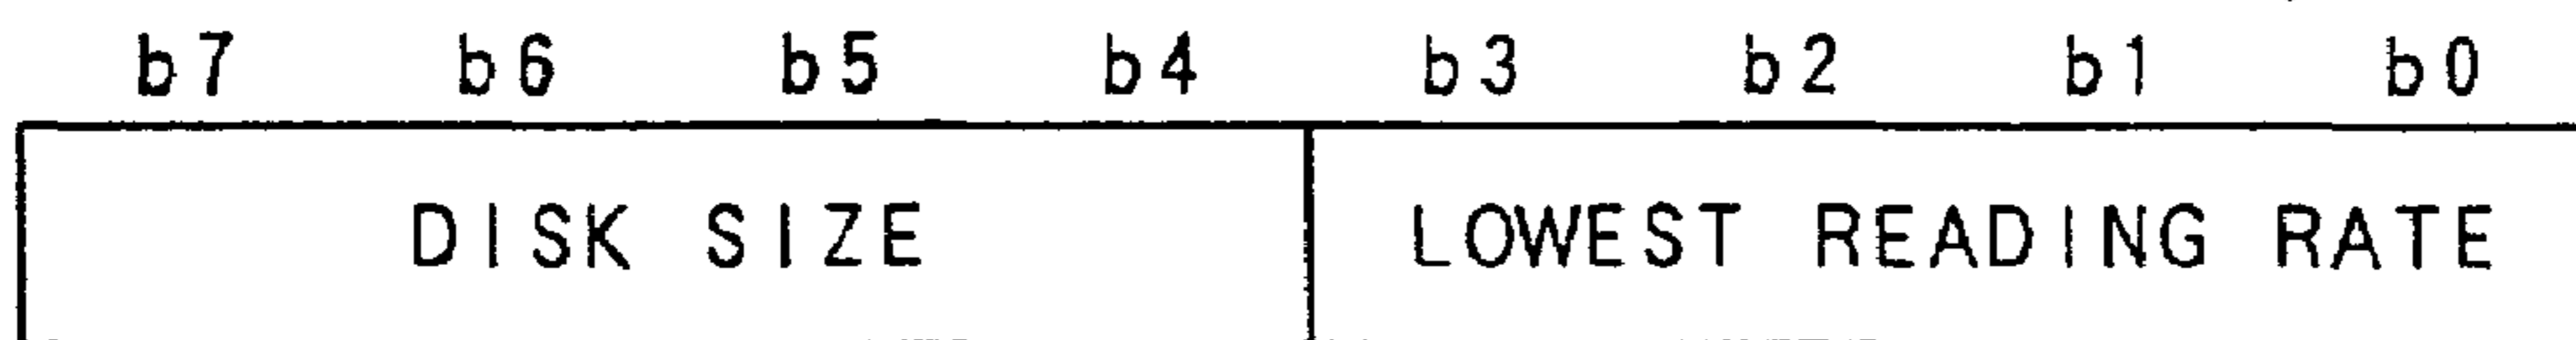 b7 b6 b5 b4 b3 b2 b1 b0
DISK SIZE LOWEST READING RATE